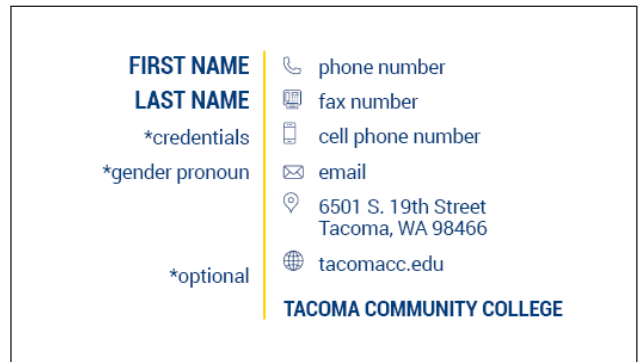 FIRST NAME
LAST NAME
*credentials
*gender pronoun
*optional
phone number
fax number
cell phone number
email
6501 S. 19th Street
Tacoma, WA 98466
tacomacc.edu
TACOMA COMMUNITY COLLEGE